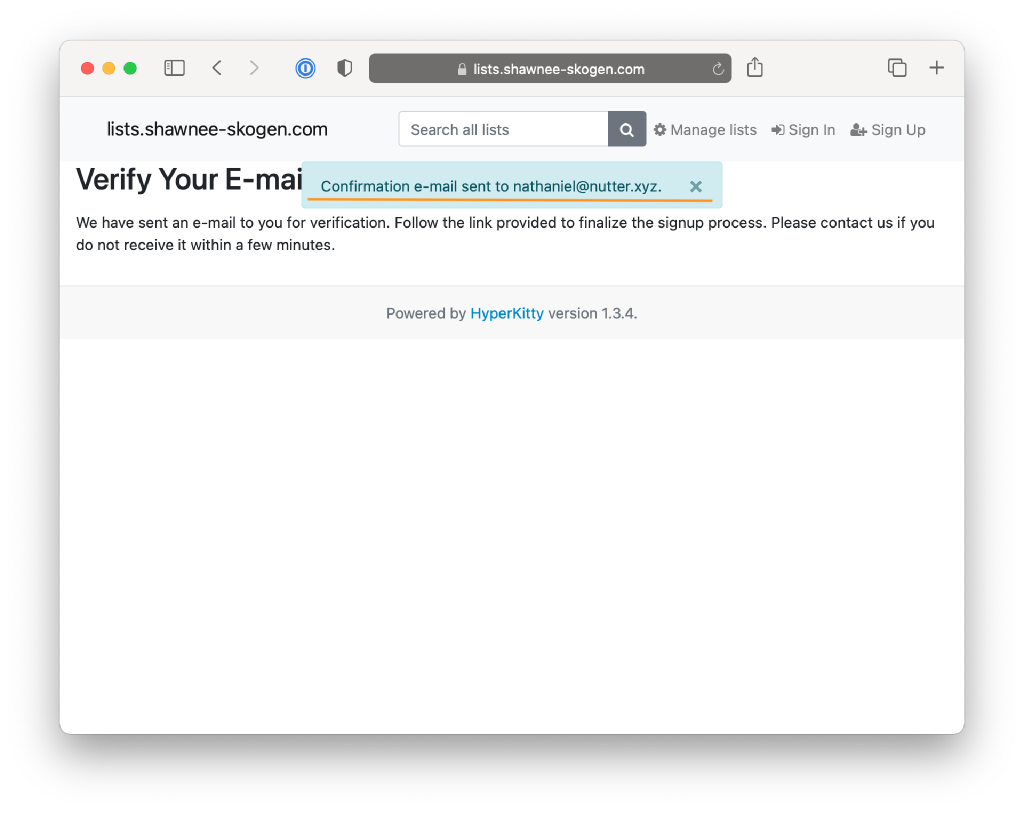 lists.shawnee-skogen.com
lists.shawnee-skogen.com
Search all lists
Manage lists
Sign In
Sign Up
Verify Your E-mai
Confirmation e-mail sent to nathaniel@nutter.xyz.
We have sent an e-mail to you for verification. Follow the link provided to finalize the signup process. Please contact us if you
do not receive it within a few minutes.
Powered by HyperKitty version 1.3.4.